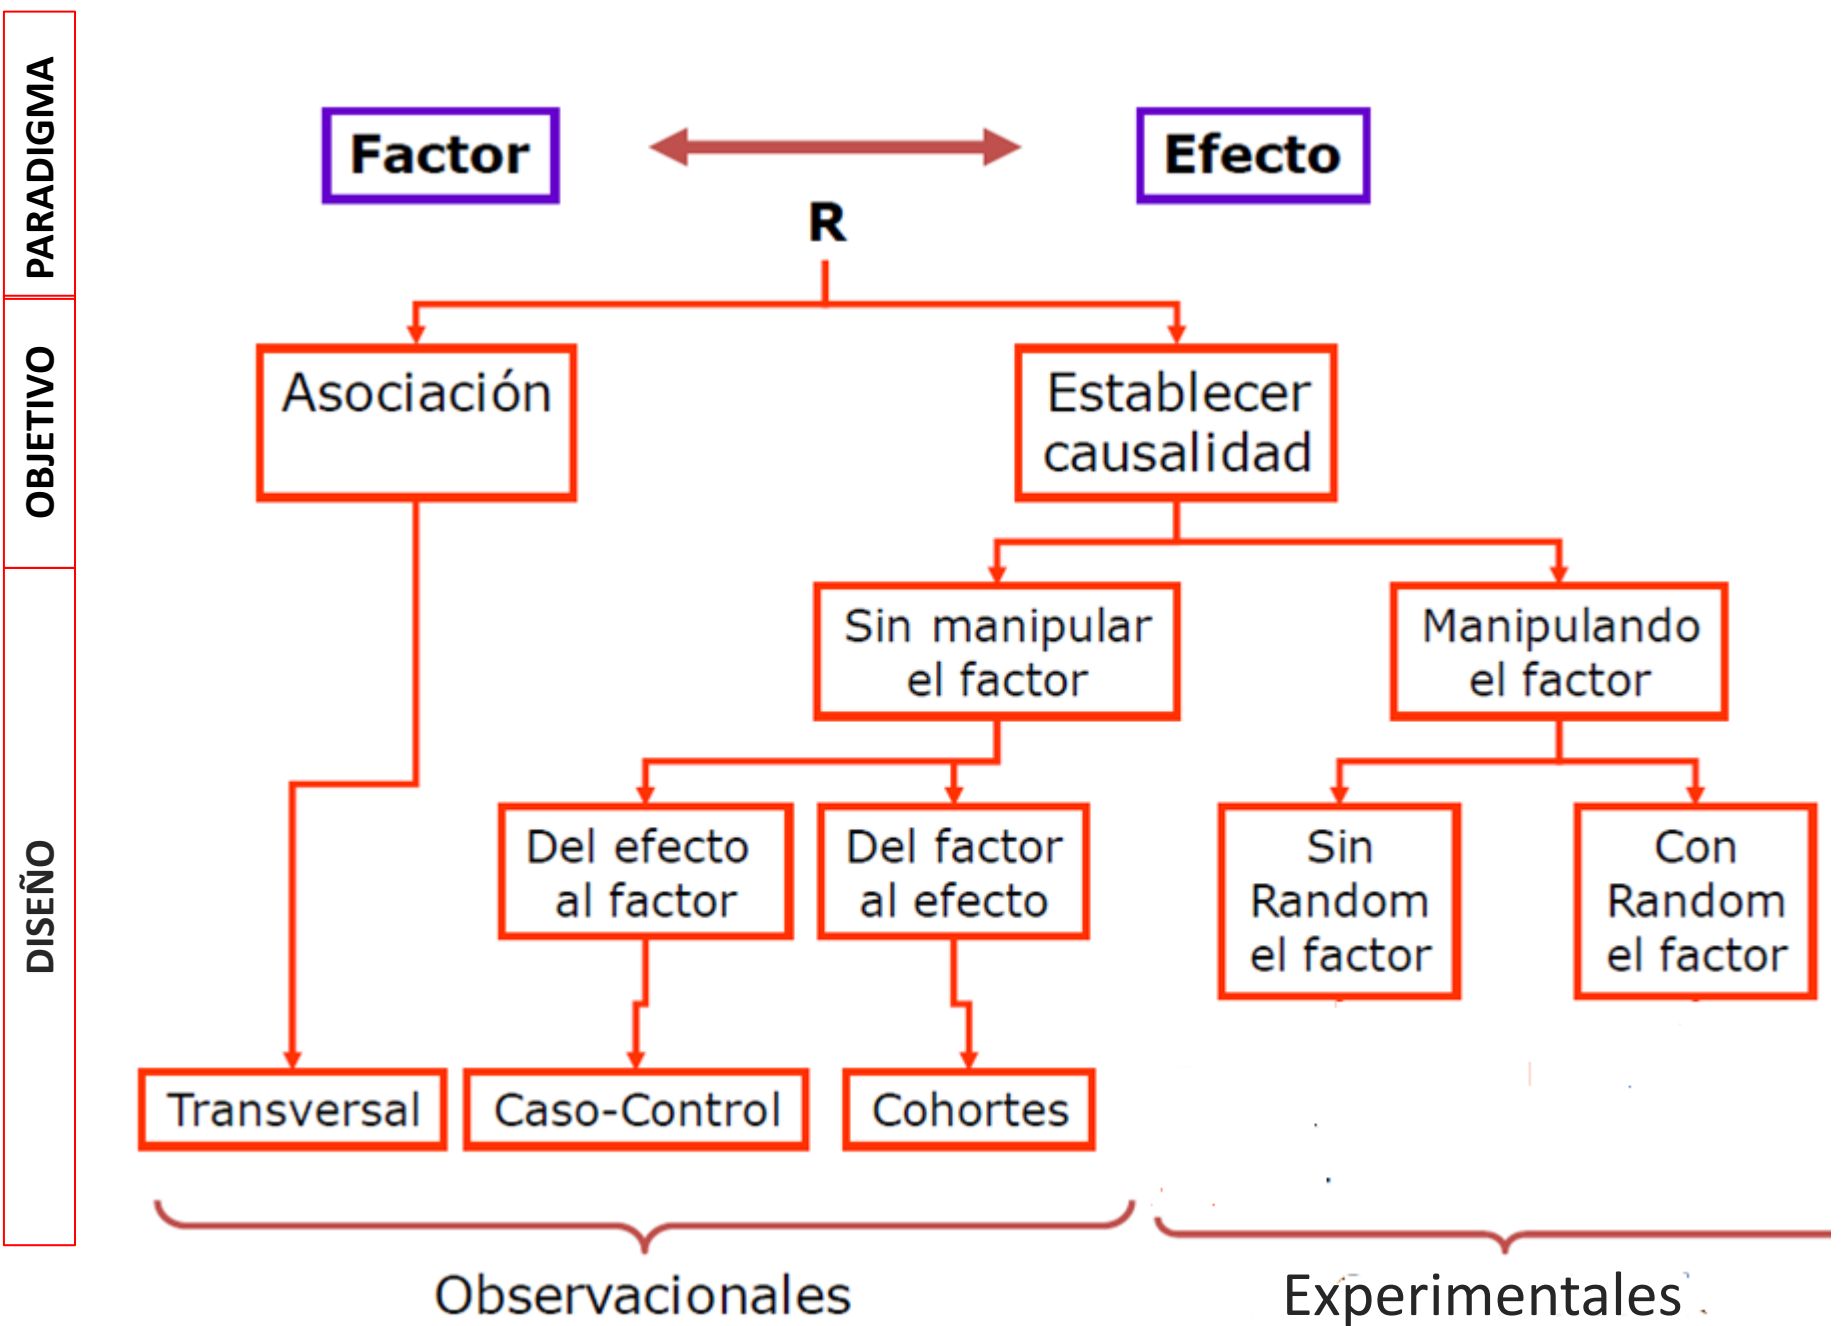 PARADIGMA
Factor
Efecto
R
OBJETIVO
Asociación
Establecer
causalidad
DISEÑO
Sin manipular
el factor
Manipulando
el factor
Del efecto
al factor
Del factor
al efecto
Sin
Random
el factor
Con
Random
el factor
Transversal
Caso-Control
Cohortes
Observacionales
Experimentales